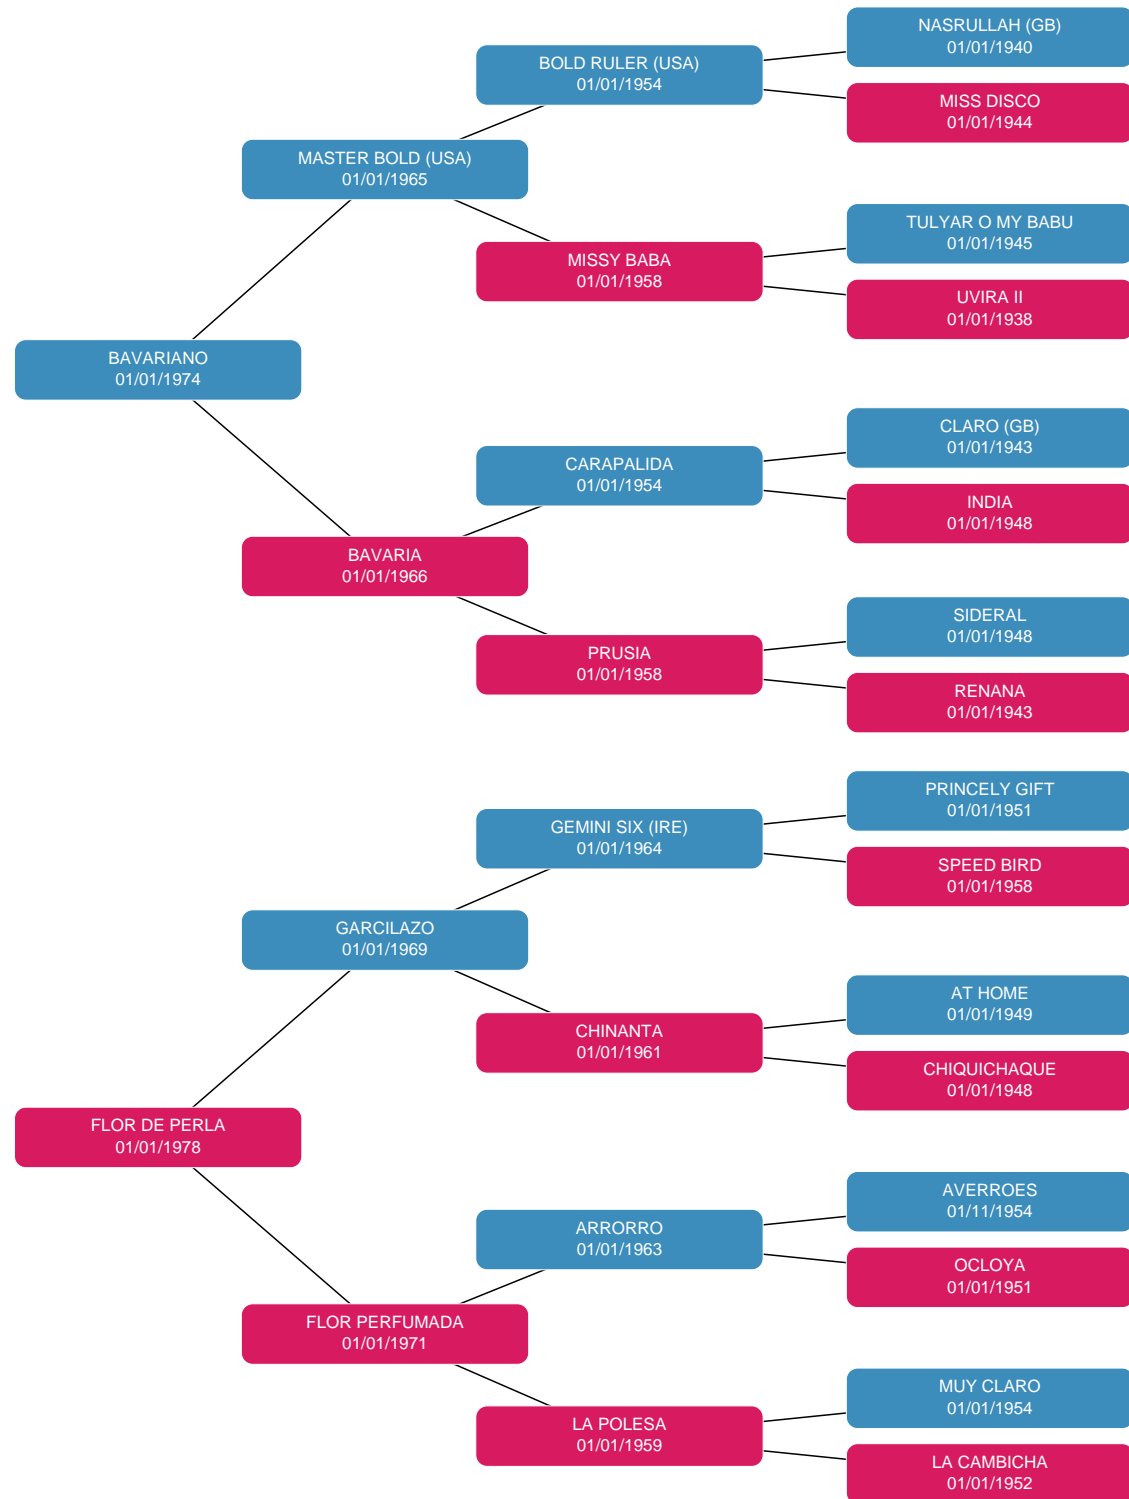 NASRULLAH (GB)
01/01/1940
BOLD RULER (USA)
01/01/1954
MISS DISCO
01/01/1944
MASTER BOLD (USA)
01/01/1965
TULYAR O MY BABU
01/01/1945
MISSY BABA
01/01/1958
UVIRA II
01/01/1938
BAVARIANO
01/01/1974
CLARO (GB)
01/01/1943
CARAPALIDA
01/01/1954
INDIA
01/01/1948
BAVARIA
01/01/1966
SIDERAL
01/01/1948
PRUSIA
01/01/1958
RENANA
01/01/1943
PRINCELY GIFT
01/01/1951
GEMINI SIX (IRE)
01/01/1964
SPEED BIRD
01/01/1958
GARCILAZO
01/01/1969
AT HOME
01/01/1949
CHINANTA
01/01/1961
CHIQUICHAQUE
01/01/1948
FLOR DE PERLA
01/01/1978
AVERROES
01/11/1954
ARRORRO
01/01/1963
OCLOYA
01/01/1951
FLOR PERFUMADA
01/01/1971
MUY CLARO
01/01/1954
LA POLESA
01/01/1959
LA CAMBICHA
01/01/1952